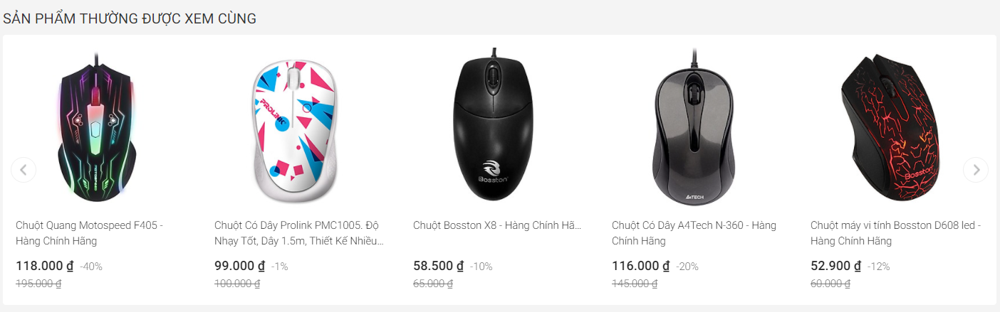 SẢN PHẨM THƯỜNG ĐƯỢC XEM CÙNG
PROLINK
Bosston
A4TECH
Bosston
MOTOSPEED
Chuột Quang Motospeed F405 -
Hàng Chính Hãng
118.000 ₫ -40%
195.000 ₫
Chuột Có Dây Prolink PMC1005. Độ
Nhạy Tốt, Dây 1.5m, Thiết Kế Nhiều...
99.000 ₫ -1%
100.000 ₫
Chuột Bosston X8 - Hàng Chính Hã...
58.500 ₫ -10%
65.000 ₫
Chuột Có Dây A4Tech N-360 - Hàng
Chính Hãng
116.000 ₫ -20%
145.000 ₫
Chuột máy vi tính Bosston D608 led -
Hàng Chính Hãng
52.900 ₫ -12%
60.000 ₫